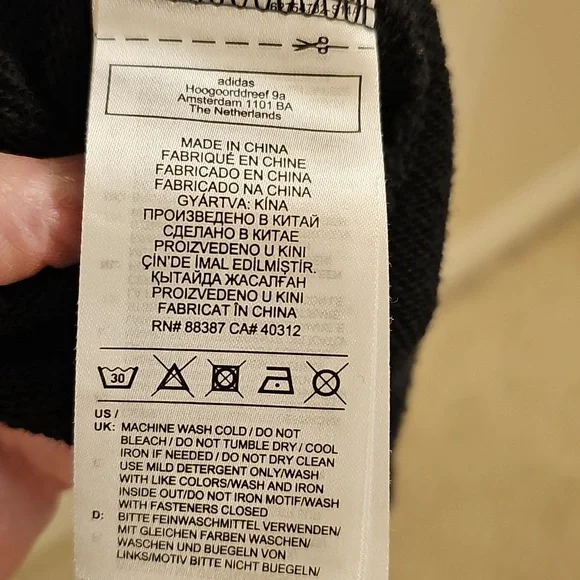 adidas
Hoogoorddreef 9a
Amsterdam 1101 BA
The Netherlands
MADE IN CHINA
FABRIQUÉ EN CHINE
FABRICADO EN CHINA
FABRICADO NA CHINA
GYÁRTVA: KÍNA
ПРОИЗВЕДЕНО В КИТАЙ
СДЕЛАНО В КИТАЕ
PROIZVEDENO U KINI
ÇİN'DE İMAL EDİLMİŞTİR.
ҚЫТАЙДА ЖАСАЛҒАН
PROIZVEDENO U KINI
FABRICAT ÎN CHINA
RN# 88387 CA# 40312
30
US /
UK: MACHINE WASH COLD / DO NOT
BLEACH / DO NOT TUMBLE DRY / COOL
IRON IF NEEDED / DO NOT DRY CLEAN
USE MILD DETERGENT ONLY/WASH
WITH LIKE COLORS/WASH AND IRON
INSIDE OUT/DO NOT IRON MOTIF/WASH
WITH FASTENERS CLOSED
D: BITTE FEINWASCHMITTEL VERWENDEN/
MIT GLEICHEN FARBEN WASCHEN/
WASCHEN UND BUEGELN VON
LINKS/MOTIV BITTE NICHT BUEGELN/